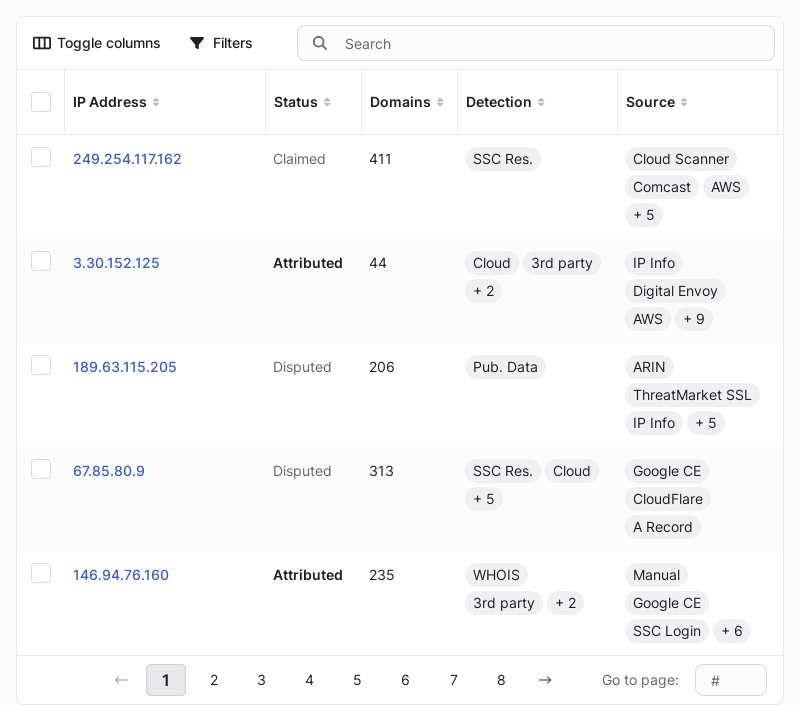 Toggle columns Filters Search
IP Address Status Domains Detection Source
249.254.117.162 Claimed 411 SSC Res. Cloud Scanner
Comcast AWS
+ 5
3.30.152.125 Attributed 44 Cloud 3rd party IP Info
+ 2 Digital Envoy
AWS + 9
189.63.115.205 Disputed 206 Pub. Data ARIN
ThreatMarket SSL
IP Info + 5
67.85.80.9 Disputed 313 SSC Res. Cloud Google CE
+ 5 CloudFlare
A Record
146.94.76.160 Attributed 235 WHOIS Manual
3rd party + 2 Google CE
SSC Login + 6
← 1 2 3 4 5 6 7 8 → Go to page: #